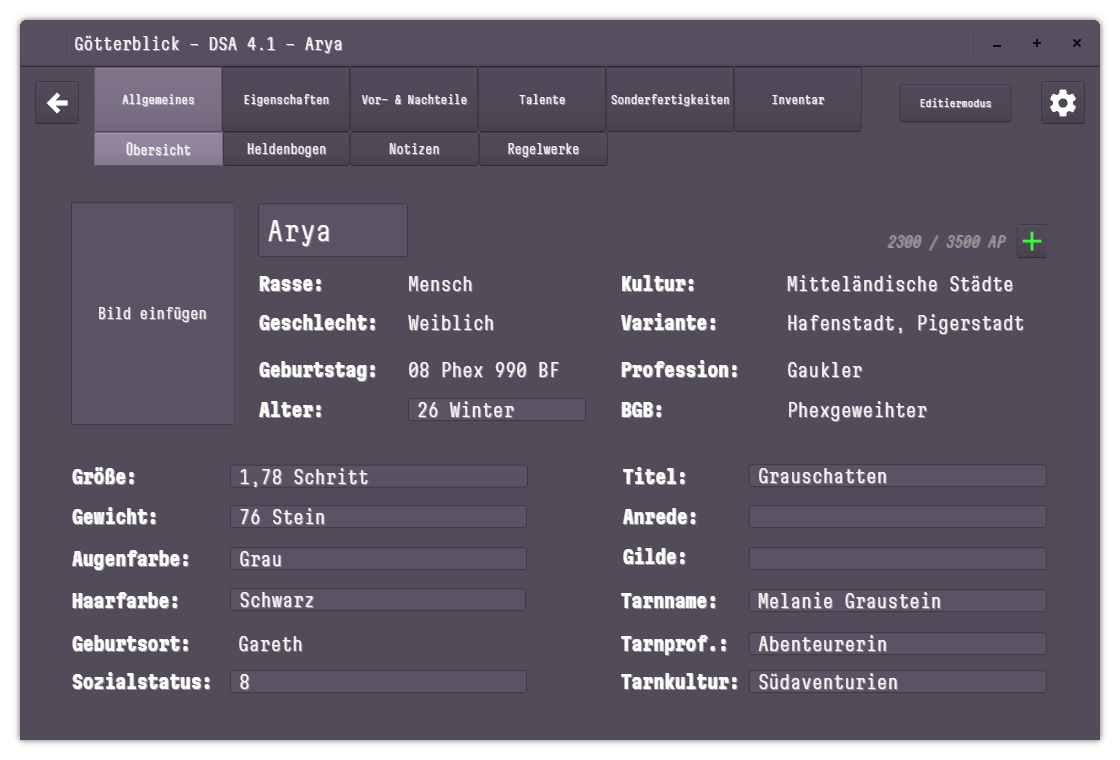 Götterblick – DSA 4.1 – Arya
Allgemeines
Eigenschaften
Vor- & Nachteile
Talente
Sonderfertigkeiten
Inventar
Editiermodus
Übersicht
Heldenbogen
Notizen
Regelwerke
Bild einfügen
Arya
2300 / 3500 AP
Rasse: Mensch
Kultur: Mitteländische Städte
Geschlecht: Weiblich
Variante: Hafenstadt, Pigerstadt
Geburtstag: 08 Phex 990 BF
Profession: Gaukler
Alter: 26 Winter
BGB: Phexgeweihter
Größe: 1,78 Schritt
Titel: Grauschatten
Gewicht: 76 Stein
Anrede:
Augenfarbe: Grau
Gilde:
Haarfarbe: Schwarz
Tarnname: Melanie Graustein
Geburtsort: Gareth
Tarnprof.: Abenteurerin
Sozialstatus: 8
Tarnkultur: Südaventurien